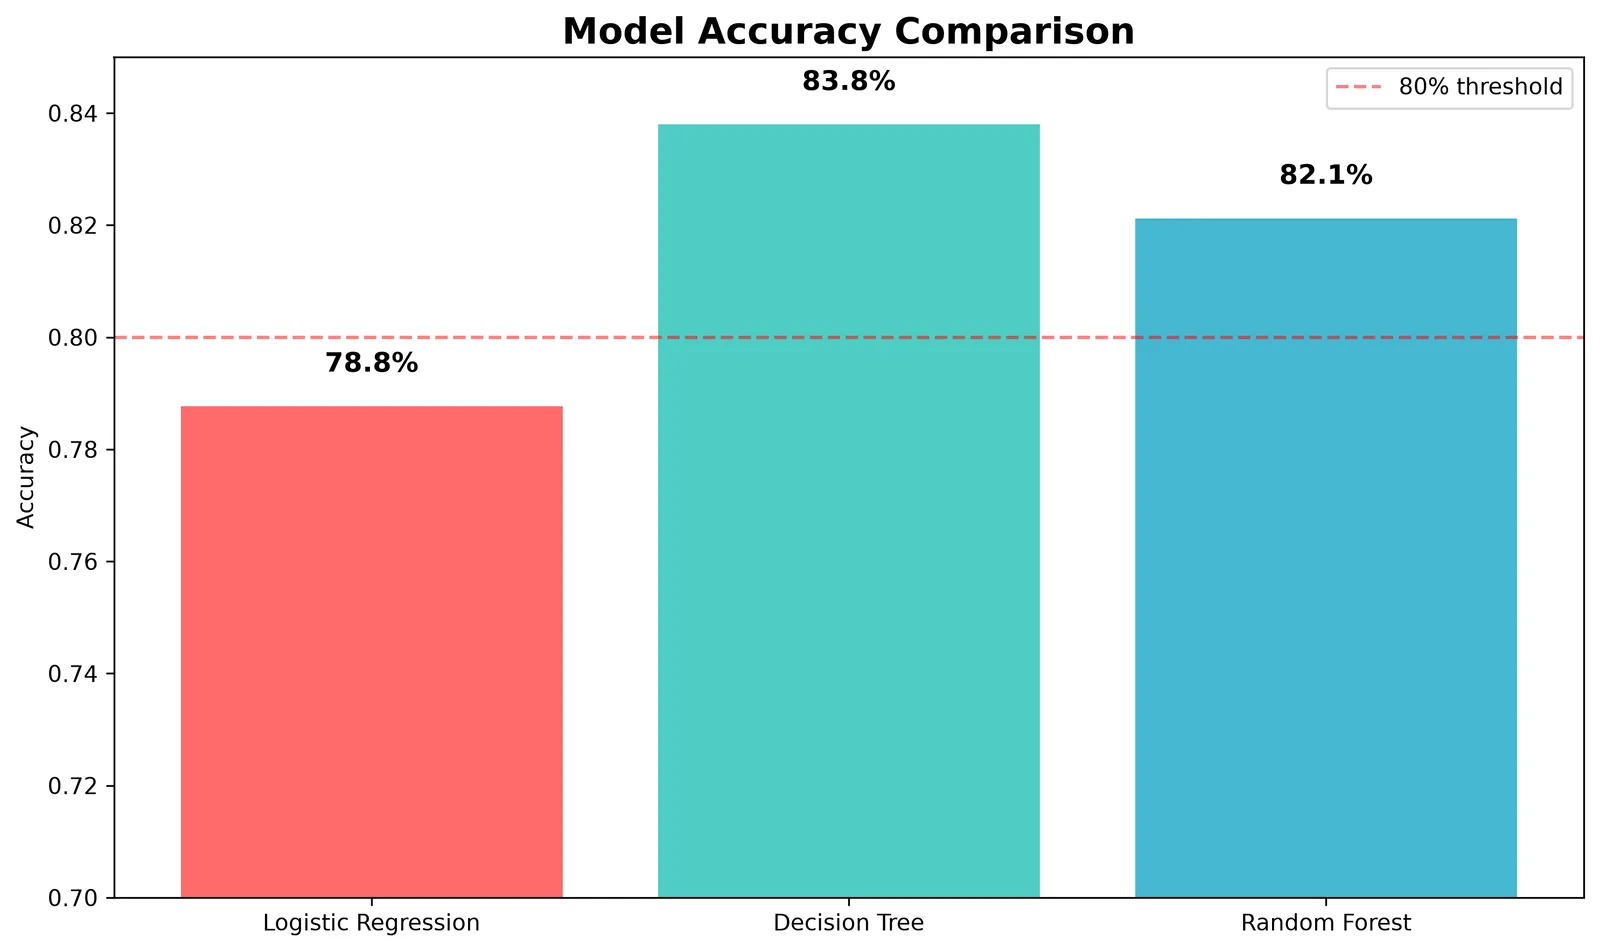 Model Accuracy Comparison
83.8%
80% threshold
0.84
82.1%
0.82
0.80
78.8%
0.78
Accuracy
0.76
0.74
0.72
0.70
Logistic Regression
Decision Tree
Random Forest